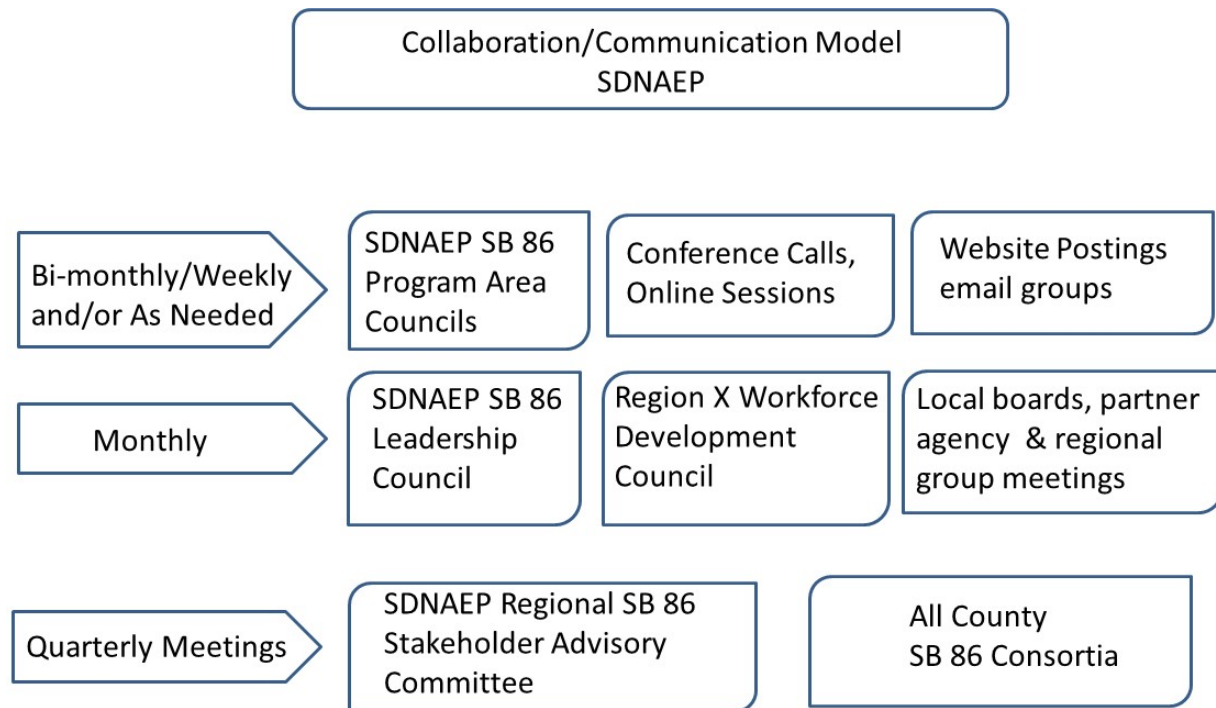 Collaboration/Communication Model
SDNAEP
Bi-monthly/Weekly
and/or As Needed
SDNAEP SB 86
Program Area
Councils
Conference Calls,
Online Sessions
Website Postings
email groups
Monthly
SDNAEP SB 86
Leadership
Council
Region X Workforce
Development
Council
Local boards, partner
agency & regional
group meetings
Quarterly Meetings
SDNAEP Regional SB 86
Stakeholder Advisory
Committee
All County
SB 86 Consortia